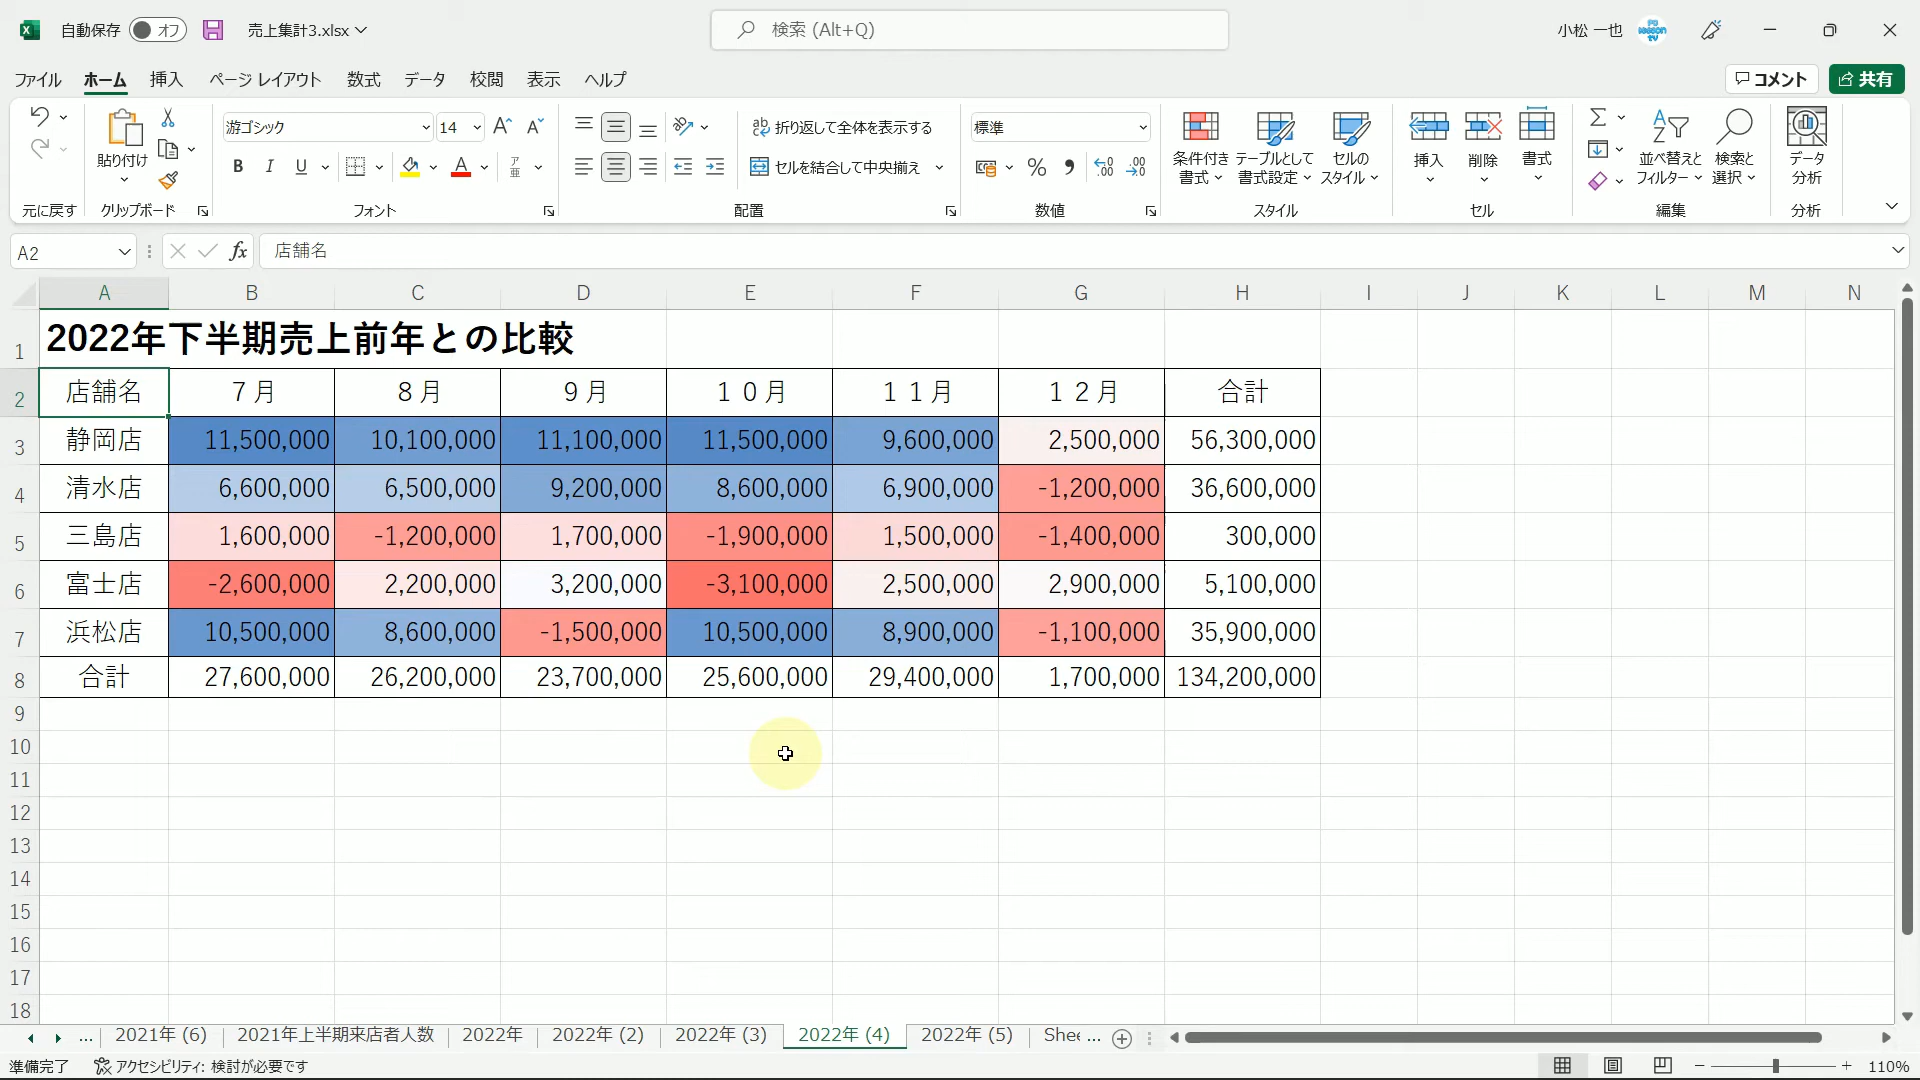 自動保存 オフ 売上集計3.xlsx 検索 (Alt+Q) 小松 一也
ファイル ホーム 挿入 ページ レイアウト 数式 データ 校閲 表示 ヘルプ コメント 共有
游ゴシック 14 折り返して全体を表示する 標準
貼り付け B I U A セルを結合して中央揃え % 条件付き書式 テーブルとして書式設定 セルのスタイル 挿入 削除 書式 並べ替えとフィルター 検索と選択 データ分析
元に戻す クリップボード フォント 配置 数値 スタイル セル 編集 分析
A2 fx 店舗名
A B C D E F G H I J K L M N
1 2022年下半期売上前年との比較
2 店舗名 7月 8月 9月 10月 11月 12月 合計
3 静岡店 11,500,000 10,100,000 11,100,000 11,500,000 9,600,000 2,500,000 56,300,000
4 清水店 6,600,000 6,500,000 9,200,000 8,600,000 6,900,000 -1,200,000 36,600,000
5 三島店 1,600,000 -1,200,000 1,700,000 -1,900,000 1,500,000 -1,400,000 300,000
6 富士店 -2,600,000 2,200,000 3,200,000 -3,100,000 2,500,000 2,900,000 5,100,000
7 浜松店 10,500,000 8,600,000 -1,500,000 10,500,000 8,900,000 -1,100,000 35,900,000
8 合計 27,600,000 26,200,000 23,700,000 25,600,000 29,400,000 1,700,000 134,200,000
9
10
11
12
13
14
15
16
17
18
... 2021年 (6) 2021年上半期来店者人数 2022年 2022年 (2) 2022年 (3) 2022年 (4) 2022年 (5) Shee ...
準備完了 アクセシビリティ: 検討が必要です 110%